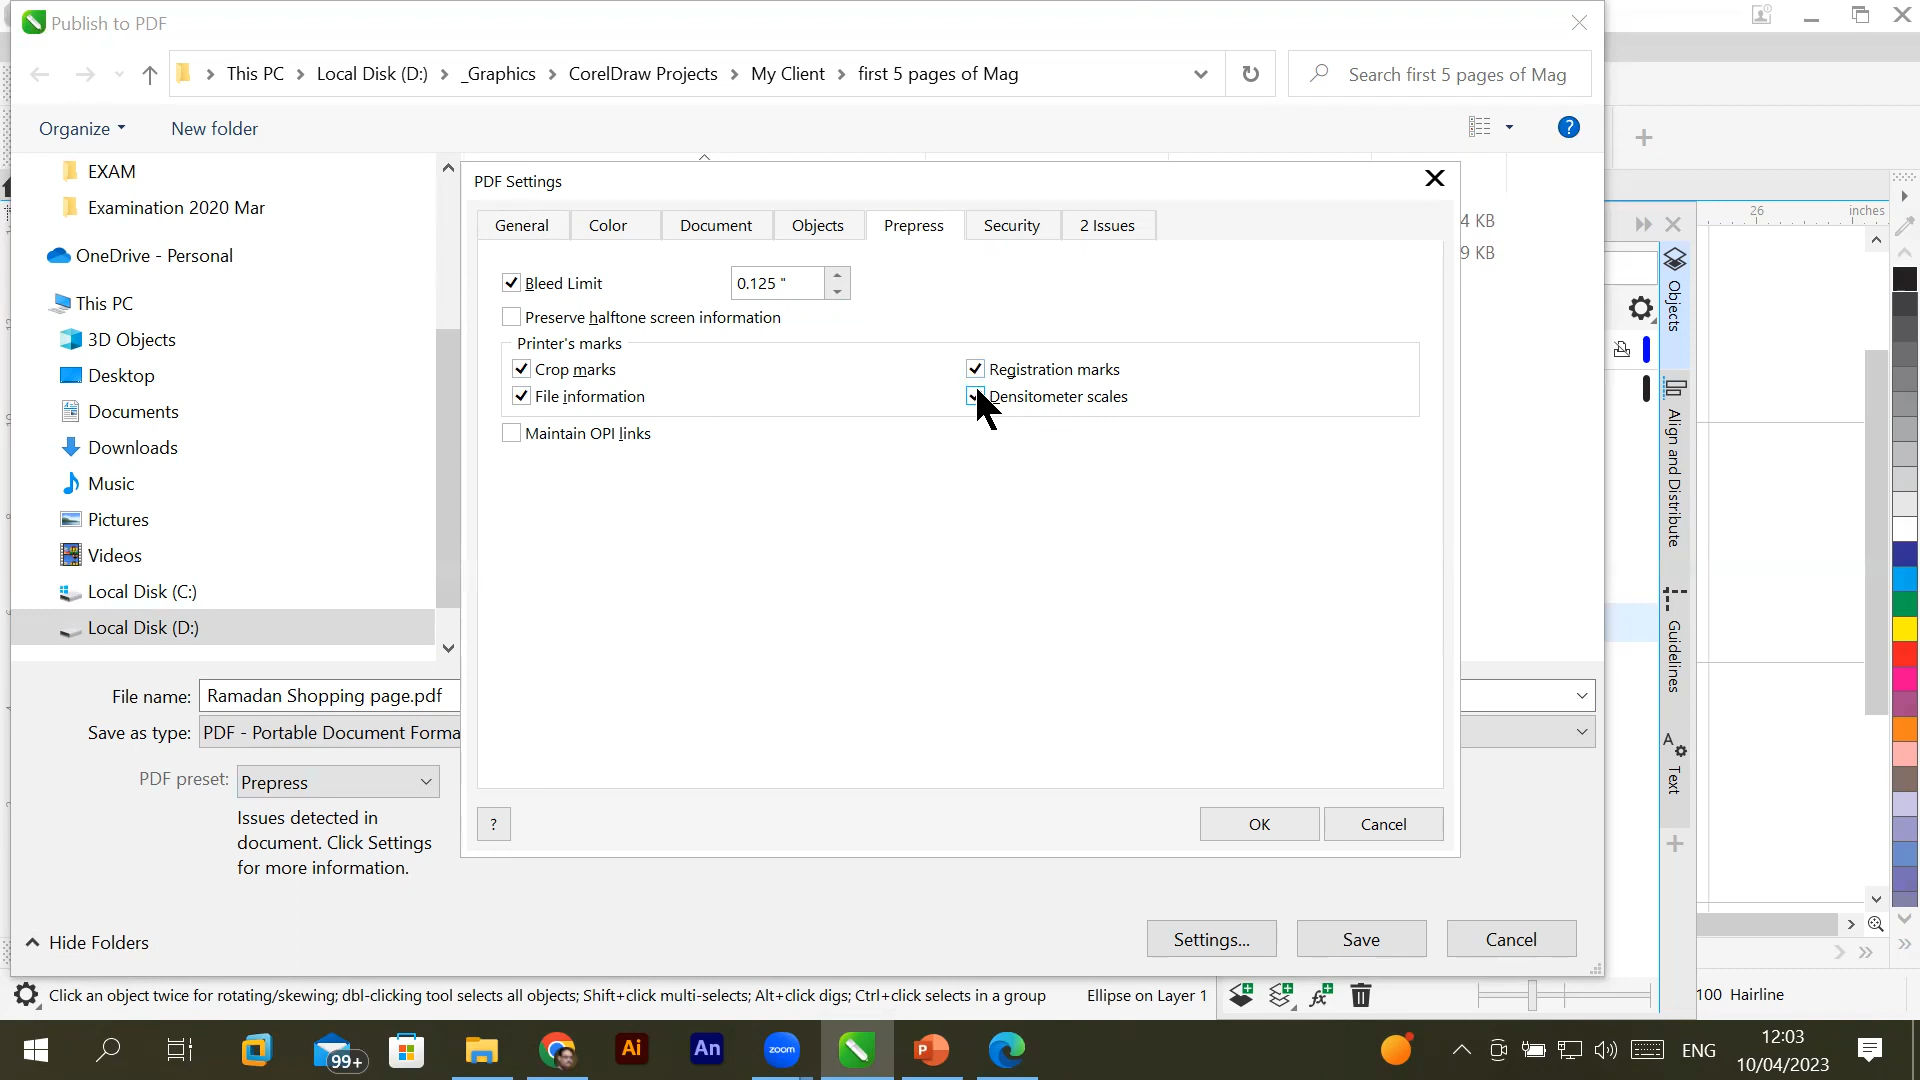 Publish to PDF
This PC
Local Disk (D:)
_Graphics
CorelDraw Projects
My Client
first 5 pages of Mag
Search first 5 pages of Mag
Organize
New folder
?
EXAM
Examination 2020 Mar
OneDrive - Personal
This PC
3D Objects
Desktop
Documents
Downloads
Music
Pictures
Videos
Local Disk (C:)
Local Disk (D:)
PDF Settings
General
Color
Document
Objects
Prepress
Security
2 Issues
Bleed Limit
0.125 "
Preserve halftone screen information
Printer's marks
Crop marks
Registration marks
File information
Densitometer scales
Maintain OPI links
?
OK
Cancel
4 KB
9 KB
File name:
Ramadan Shopping page.pdf
Save as type:
PDF - Portable Document Forma
PDF preset:
Prepress
Issues detected in
document. Click Settings
for more information.
Hide Folders
Settings...
Save
Cancel
26
inches
Objects
Align and Distribute
Guidelines
Text
Click an object twice for rotating/skewing; dbl-clicking tool selects all objects; Shift+click multi-selects; Alt+click digs; Ctrl+click selects in a group
Ellipse on Layer 1
100 Hairline
99+
Ai
An
zoom
ENG
12:03
10/04/2023